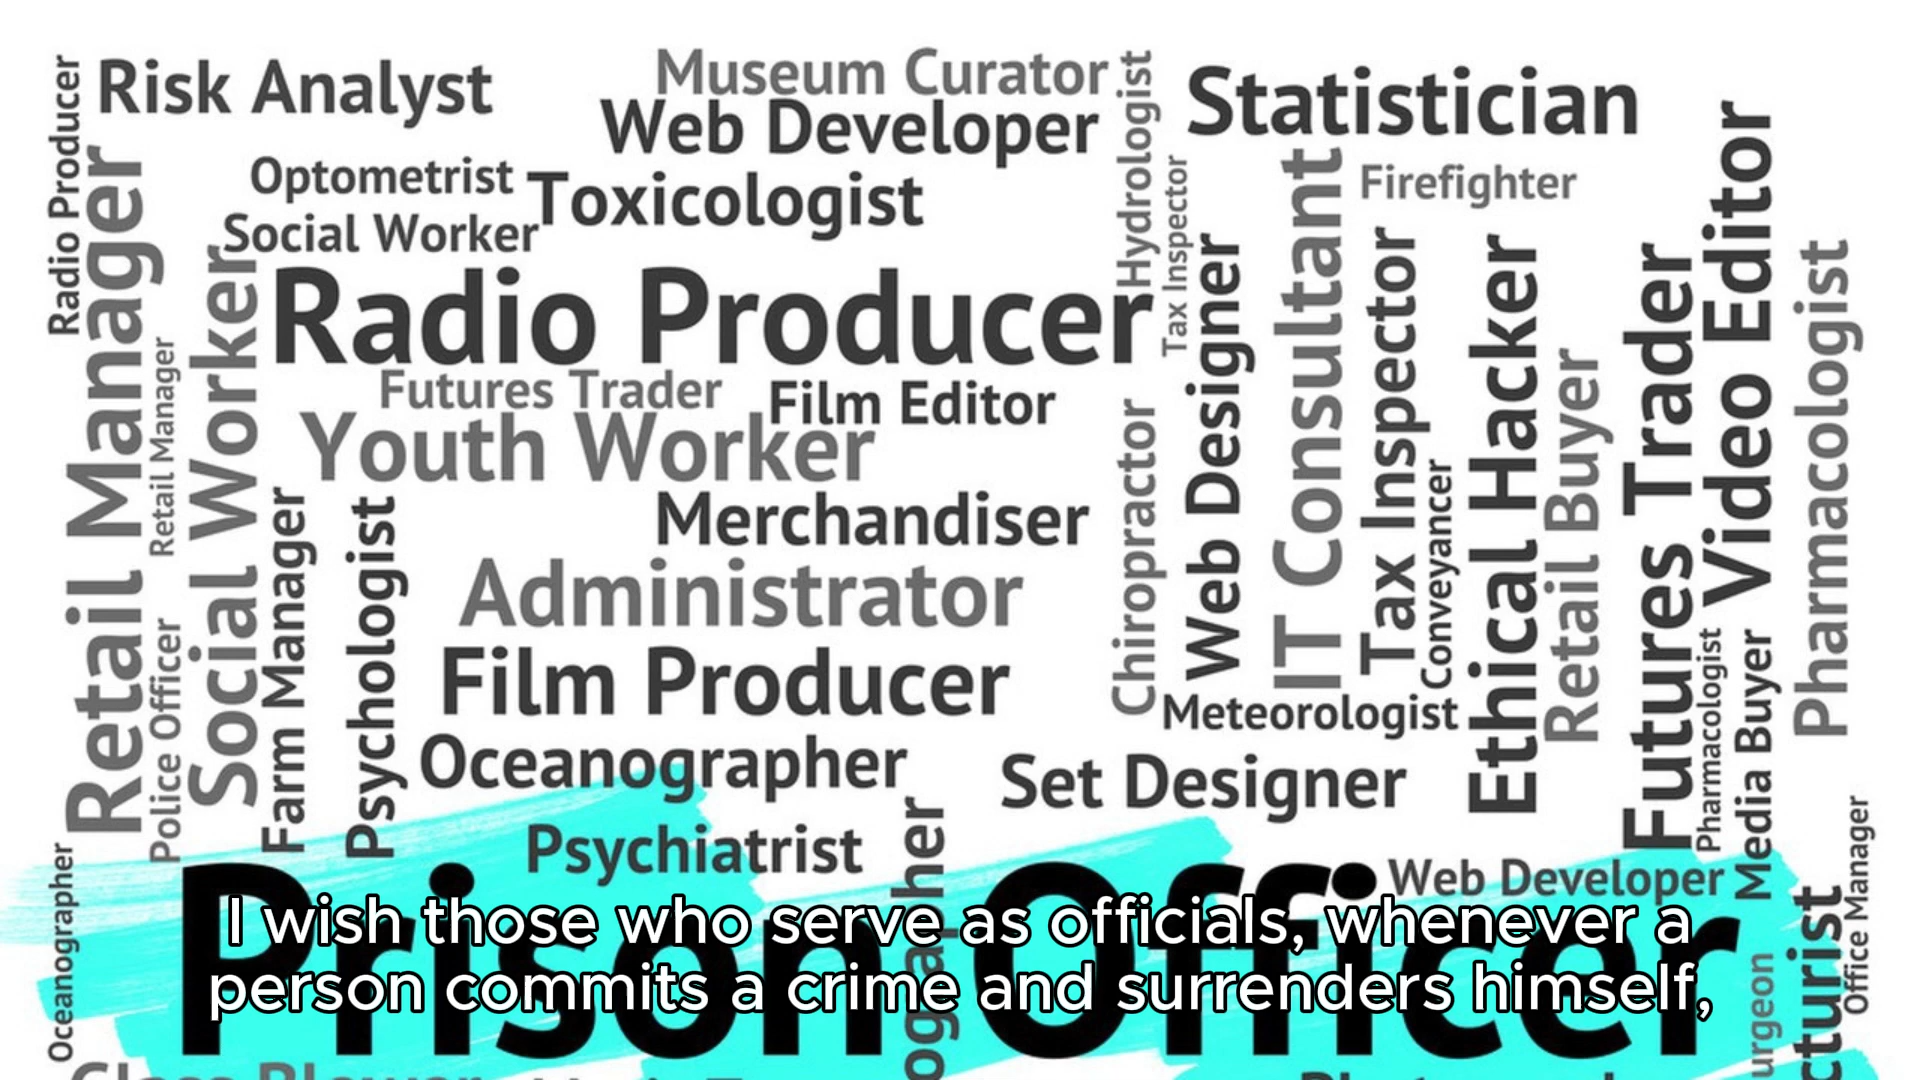 Risk Analyst
Museum Curator
Web Developer
Statistician
Optometrist
Toxicologist
Firefighter
Social Worker
Radio Producer
Futures Trader
Film Editor
Youth Worker
Merchandiser
Administrator
Film Producer
Oceanographer
Meteorologist
Set Designer
Psychiatrist
Web Developer
Prison Officer
Radio Producer
Retail Manager
Retail Manager
Police Officer
Social Worker
Farm Manager
Psychologist
Oceanographer
Hydrologist
Tax Inspector
Chiropractor
Web Designer
IT Consultant
Tax Inspector
Conveyancer
Ethical Hacker
Retail Buyer
Futures Trader
Video Editor
Pharmacologist
Media Buyer
Pharmacologist
Office Manager
I wish those who serve as officials, whenever a
person commits a crime and surrenders himself,